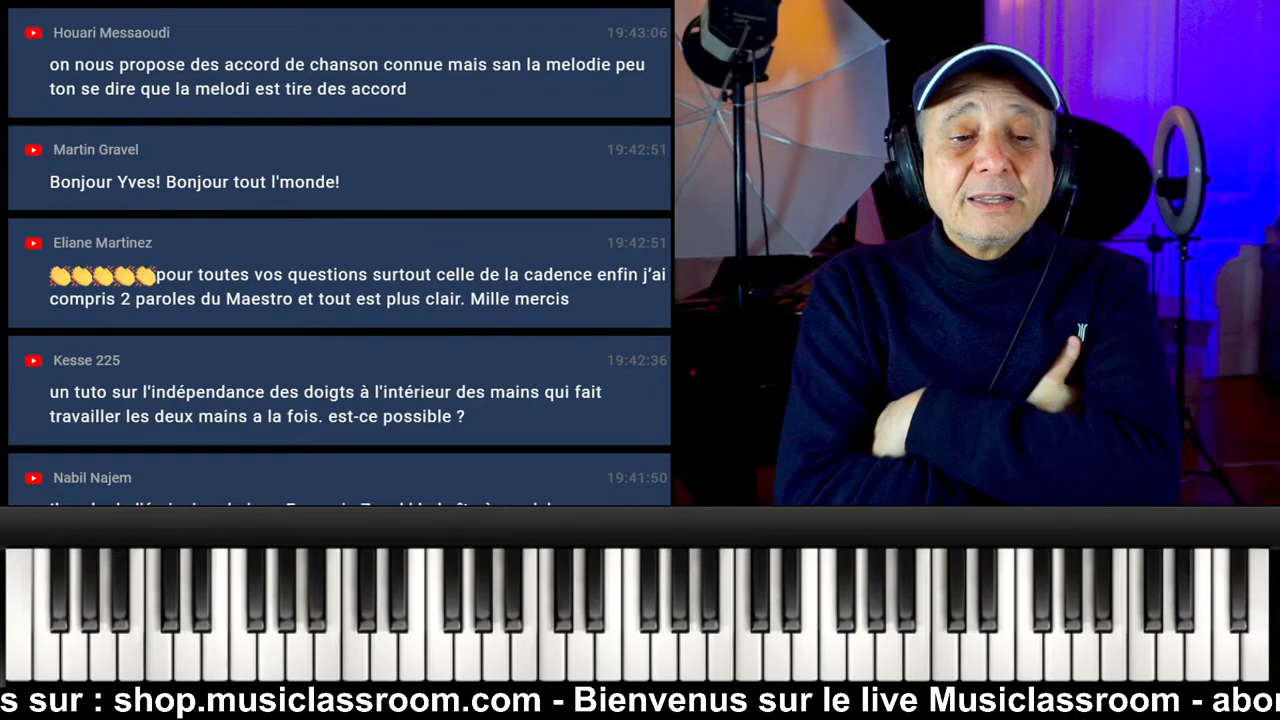 Houari Messaoudi
19:43:06
on nous propose des accord de chanson connue mais san la melodie peu
ton se dire que la melodi est tire des accord
Martin Gravel
19:42:51
Bonjour Yves! Bonjour tout l'monde!
Eliane Martinez
19:42:51
👏👏👏👏👏pour toutes vos questions surtout celle de la cadence enfin j'ai
compris 2 paroles du Maestro et tout est plus clair. Mille mercis
Kesse 225
19:42:36
un tuto sur l'indépendance des doigts à l'intérieur des mains qui fait
travailler les deux mains a la fois. est-ce possible ?
Nabil Najem
19:41:50
s sur : shop.musiclassroom.com - Bienvenus sur le live Musiclassroom - abo